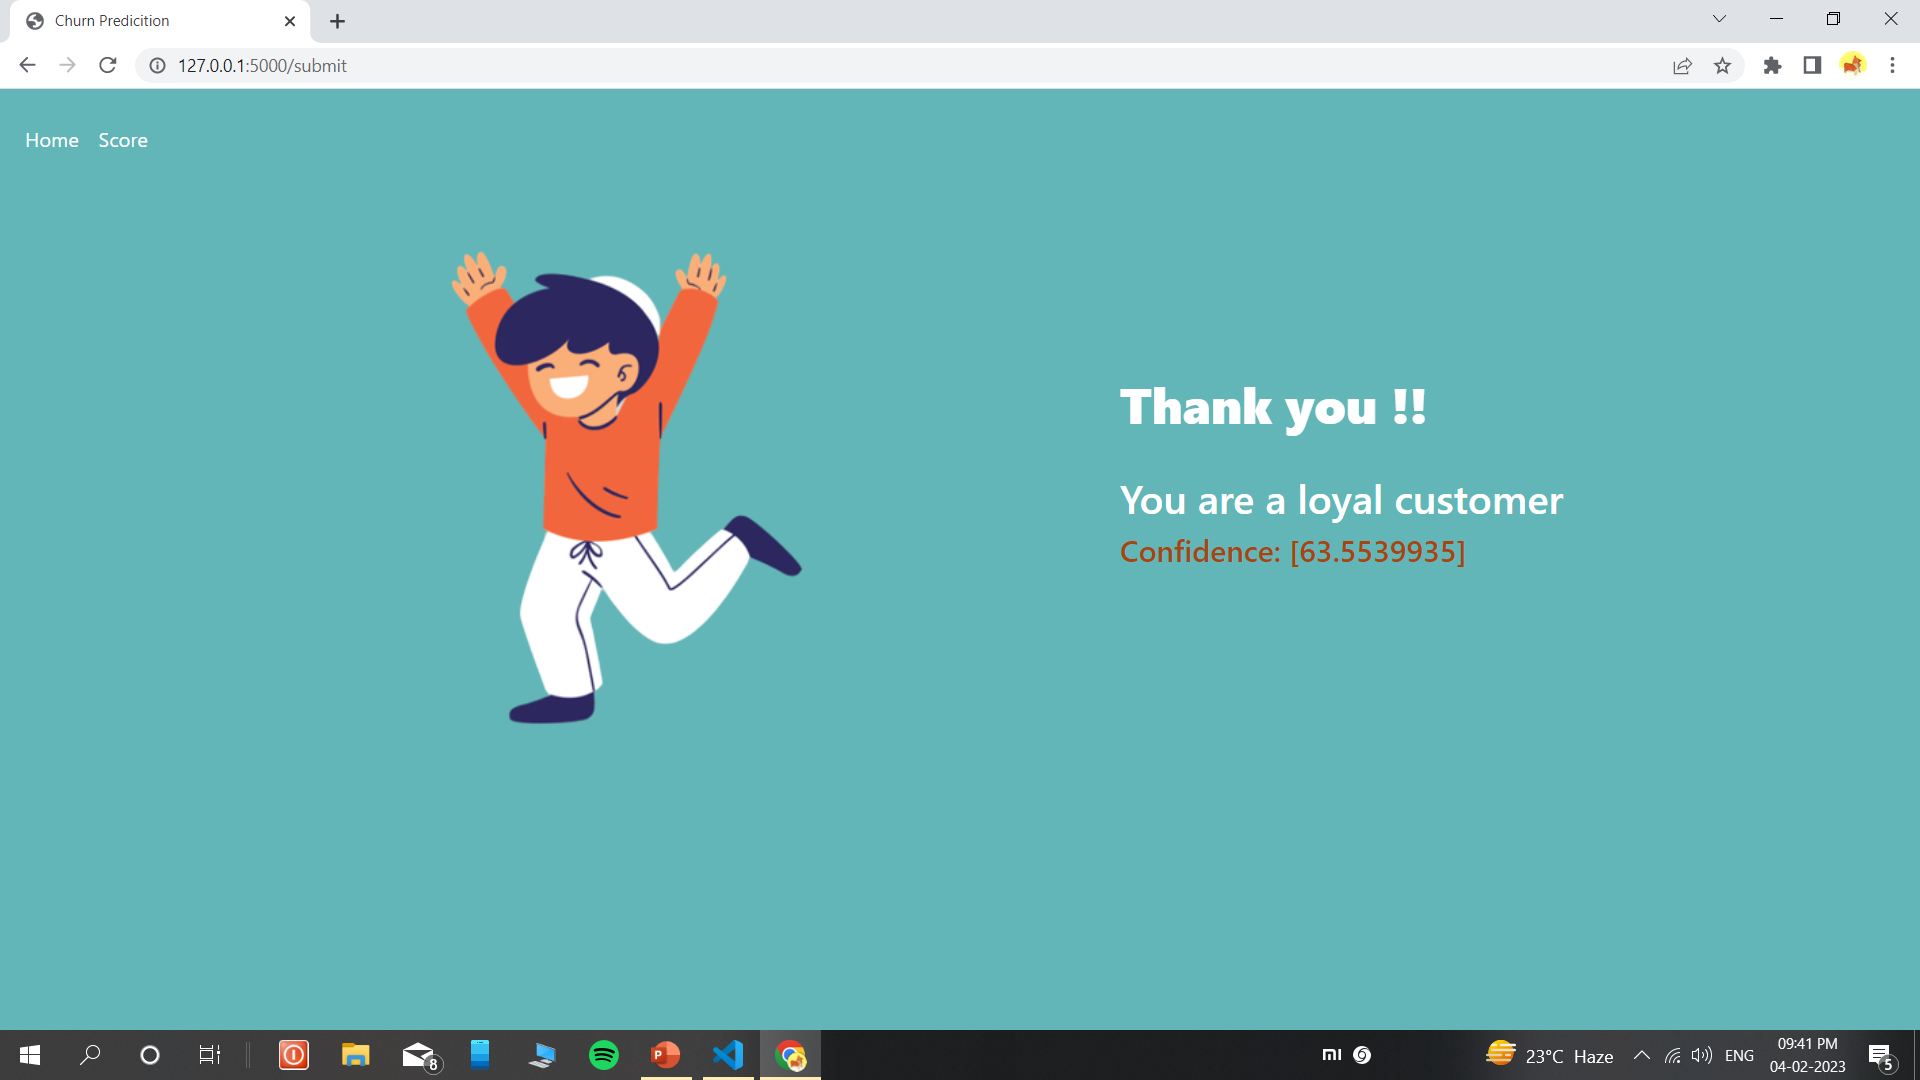 Churn Predicition
127.0.0.1:5000/submit
Home Score
Thank you !!
You are a loyal customer
Confidence: [63.5539935]
8
P
mi
23°C Haze
ENG
09:41 PM
04-02-2023
5